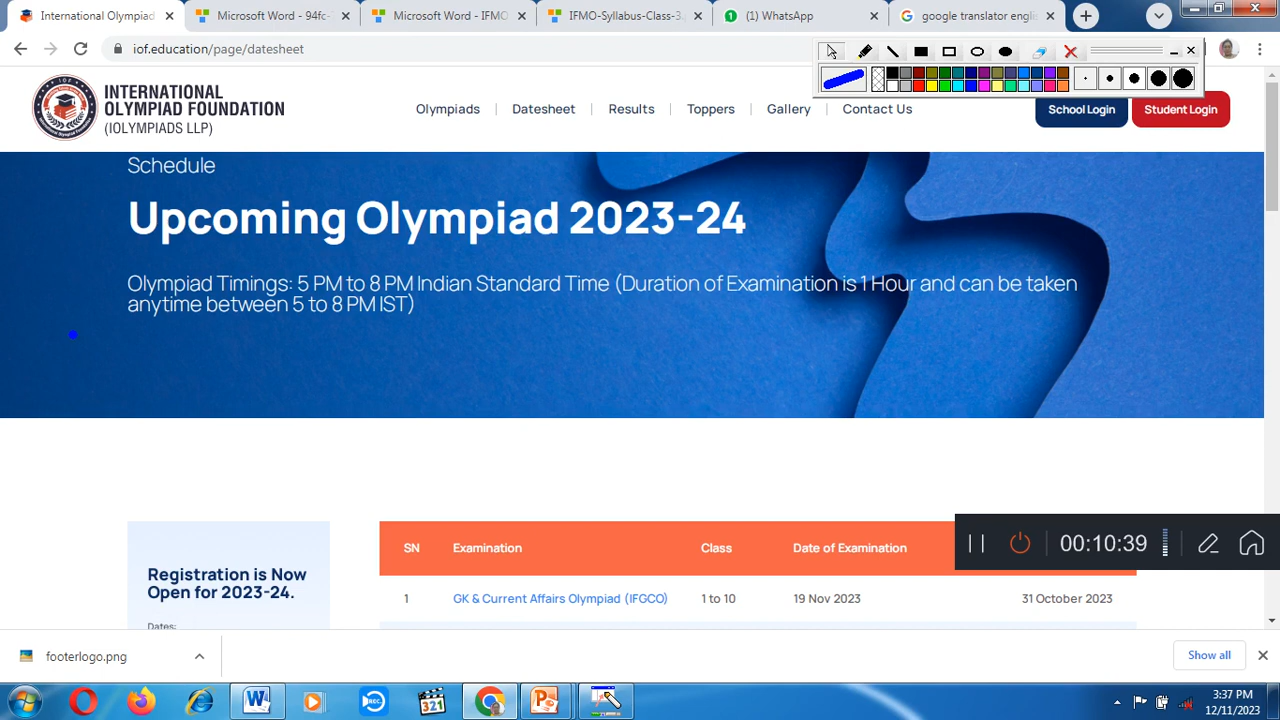 International Olympiad
Microsoft Word - 94fc-
Microsoft Word - IFMO
IFMO-Syllabus-Class-3
(1) WhatsApp
google translator engli
iof.education/page/datesheet
INTERNATIONAL
OLYMPIAD FOUNDATION
(IOLYMPIADS LLP)
Olympiads
Datesheet
Results
Toppers
Gallery
Contact Us
School Login
Student Login
Schedule
Upcoming Olympiad 2023-24
Olympiad Timings: 5 PM to 8 PM Indian Standard Time (Duration of Examination is 1 Hour and can be taken
anytime between 5 to 8 PM IST)
Registration is Now
Open for 2023-24.
Dates:
SN Examination Class Date of Examination
1 GK & Current Affairs Olympiad (IFGCO) 1 to 10 19 Nov 2023 31 October 2023
00:10:39
footerlogo.png
Show all
3:37 PM
12/11/2023